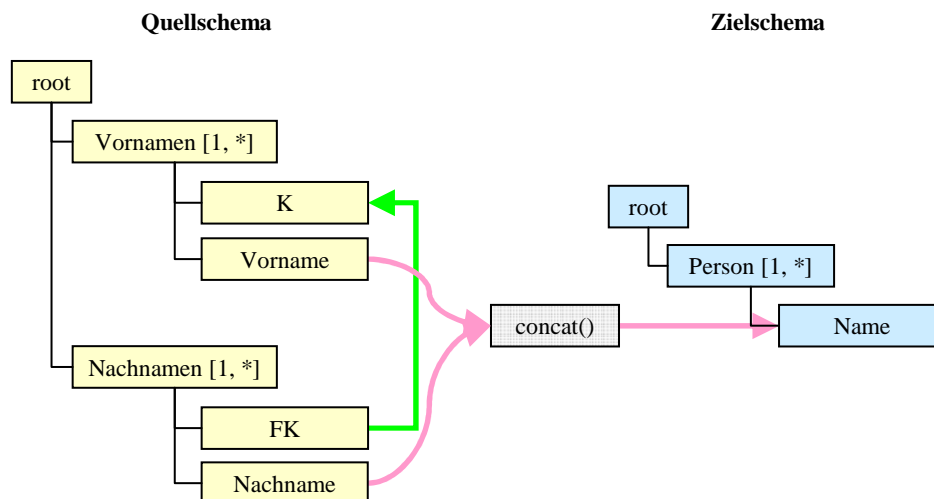 Quellschema
Zielschema
root
Vornamen [1, *]
K
Vorname
Nachnamen [1, *]
FK
Nachname
concat()
root
Person [1, *]
Name